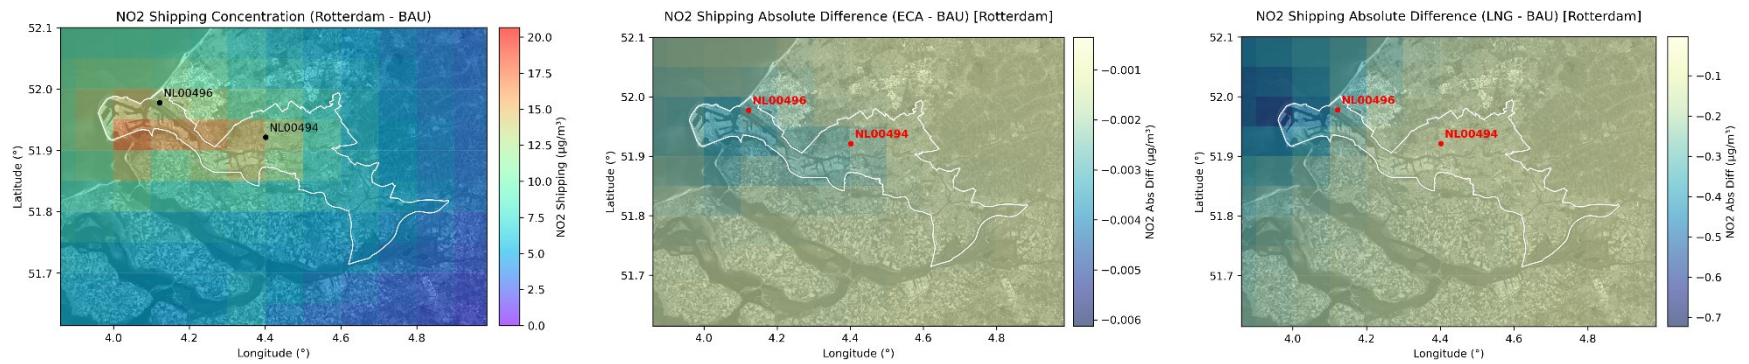 NO2 Shipping Concentration (Rotterdam - BAU)
52.1
52.0
51.9
51.8
51.7
Latitude (°)
NL00496
NL00494
4.0
4.2
4.4
4.6
4.8
Longitude (°)
20.0
17.5
15.0
12.5
10.0
7.5
5.0
2.5
0.0
NO2 Shipping (μg/m³)
NO2 Shipping Absolute Difference (ECA - BAU) [Rotterdam]
52.1
52.0
51.9
51.8
51.7
Latitude (°)
NL00496
NL00494
4.0
4.2
4.4
4.6
4.8
Longitude (°)
−0.001
−0.002
−0.003
−0.004
−0.005
−0.006
NO2 Abs Diff (μg/m³)
NO2 Shipping Absolute Difference (LNG - BAU) [Rotterdam]
52.1
52.0
51.9
51.8
51.7
Latitude (°)
NL00496
NL00494
4.0
4.2
4.4
4.6
4.8
Longitude (°)
−0.1
−0.2
−0.3
−0.4
−0.5
−0.6
−0.7
NO2 Abs Diff (μg/m³)